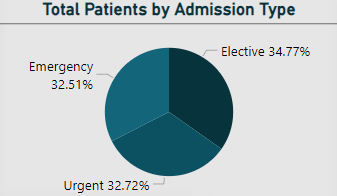 Total Patients by Admission Type
Elective 34.77%
Emergency
32.51%
Urgent 32.72%